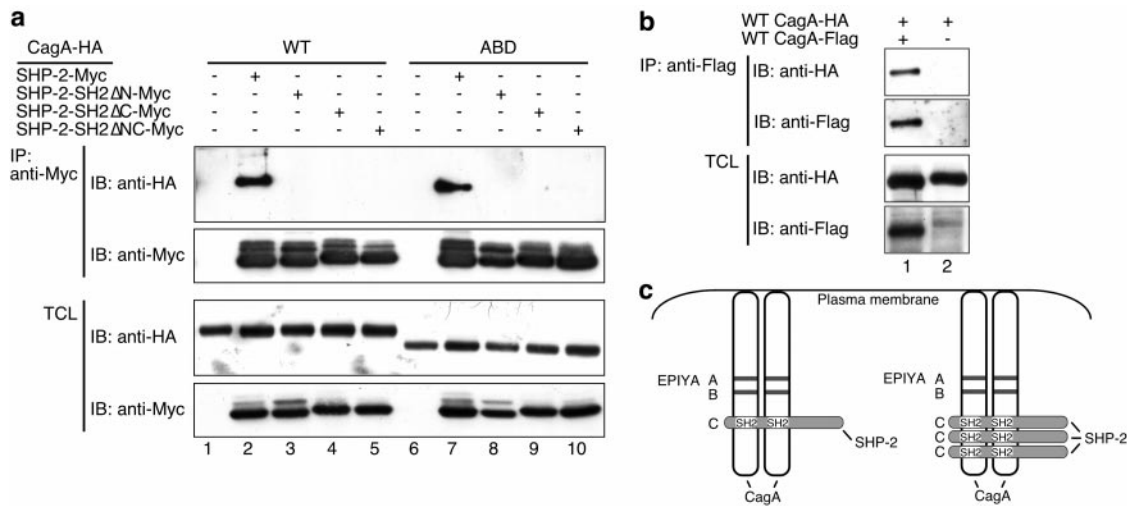 a
CagA-HA WT ABD
SHP-2-Myc - + - - - - + - - -
SHP-2-SH2ΔN-Myc - - + - - - - + - -
SHP-2-SH2ΔC-Myc - - - + - - - - + -
SHP-2-SH2ΔNC-Myc - - - - + - - - - +
IP:
anti-Myc
IB: anti-HA
IB: anti-Myc
TCL
IB: anti-HA
IB: anti-Myc
1 2 3 4 5 6 7 8 9 10
b
WT CagA-HA + +
WT CagA-Flag + -
IP: anti-Flag
IB: anti-HA
IB: anti-Flag
TCL
IB: anti-HA
IB: anti-Flag
1 2
c
Plasma membrane
EPIYA A
B
C SH2 SH2
SHP-2
CagA
EPIYA A
B
C SH2 SH2
C SH2 SH2 SHP-2
C SH2 SH2
CagA